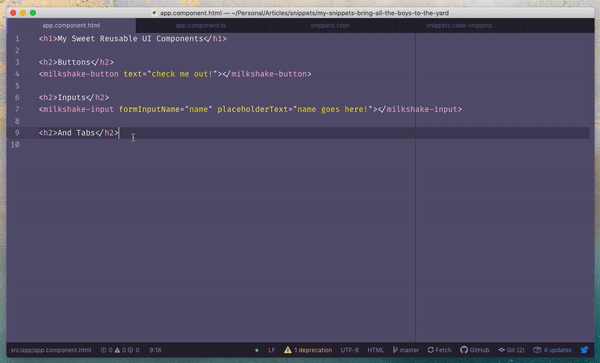 app.component.html — ~/Personal/Articles/snippets/my-snippets-bring-all-the-boys-to-the-yard
app.component.html app.component.ts snippets.cson snippets.code-snippets
1 <h1>My Sweet Reusable UI Components</h1>
2
3 <h2>Buttons</h2>
4 <milkshake-button text="check me out!"></milkshake-button>
5
6 <h2>Inputs</h2>
7 <milkshake-input formInputName="name" placeholderText="name goes here!"></milkshake-input>
8
9 <h2>And Tabs</h2>
10
src/app/app.component.html 0 0 0 9:18 LF 1 deprecation UTF-8 HTML master Fetch GitHub Git (2) 4 updates